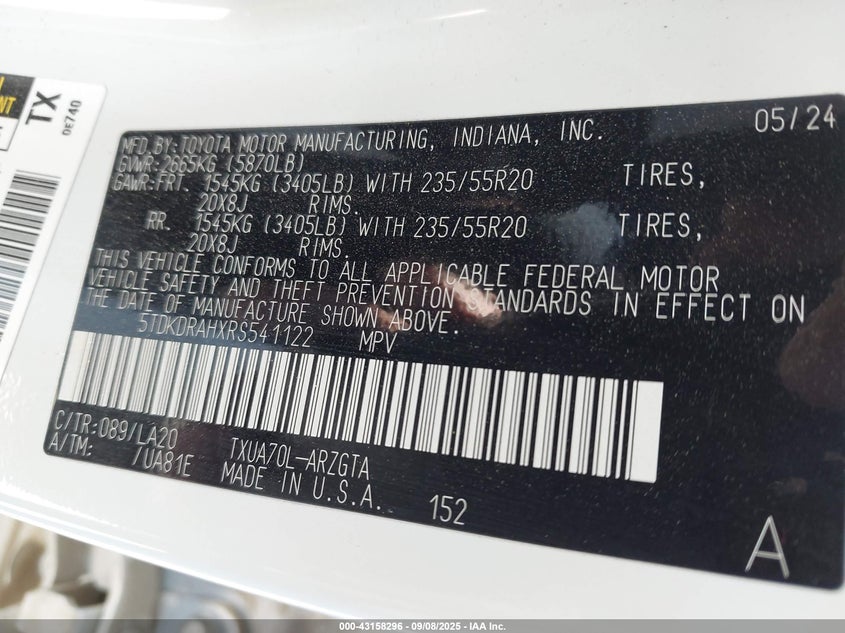 NT
TX
0E740
05/24
MFD.BY:TOYOTA MOTOR MANUFACTURING, INDIANA, INC.
GVWR:2665KG (5870LB)
GAWR:FRT. 1545KG (3405LB) WITH 235/55R20 TIRES,
20X8J RIMS.
RR. 1545KG (3405LB) WITH 235/55R20 TIRES,
20X8J RIMS.
THIS VEHICLE CONFORMS TO ALL APPLICABLE FEDERAL MOTOR
VEHICLE SAFETY AND THEFT PREVENTION STANDARDS IN EFFECT ON
THE DATE OF MANUFACTURE SHOWN ABOVE.
5TDKDRAHXRS541122 MPV
C/TR:089/LA20 TXUA70L-ARZGTA
A/TM: /UA81E MADE IN U.S.A.
152
A
000-43158296 - 09/08/2025 - IAA Inc.